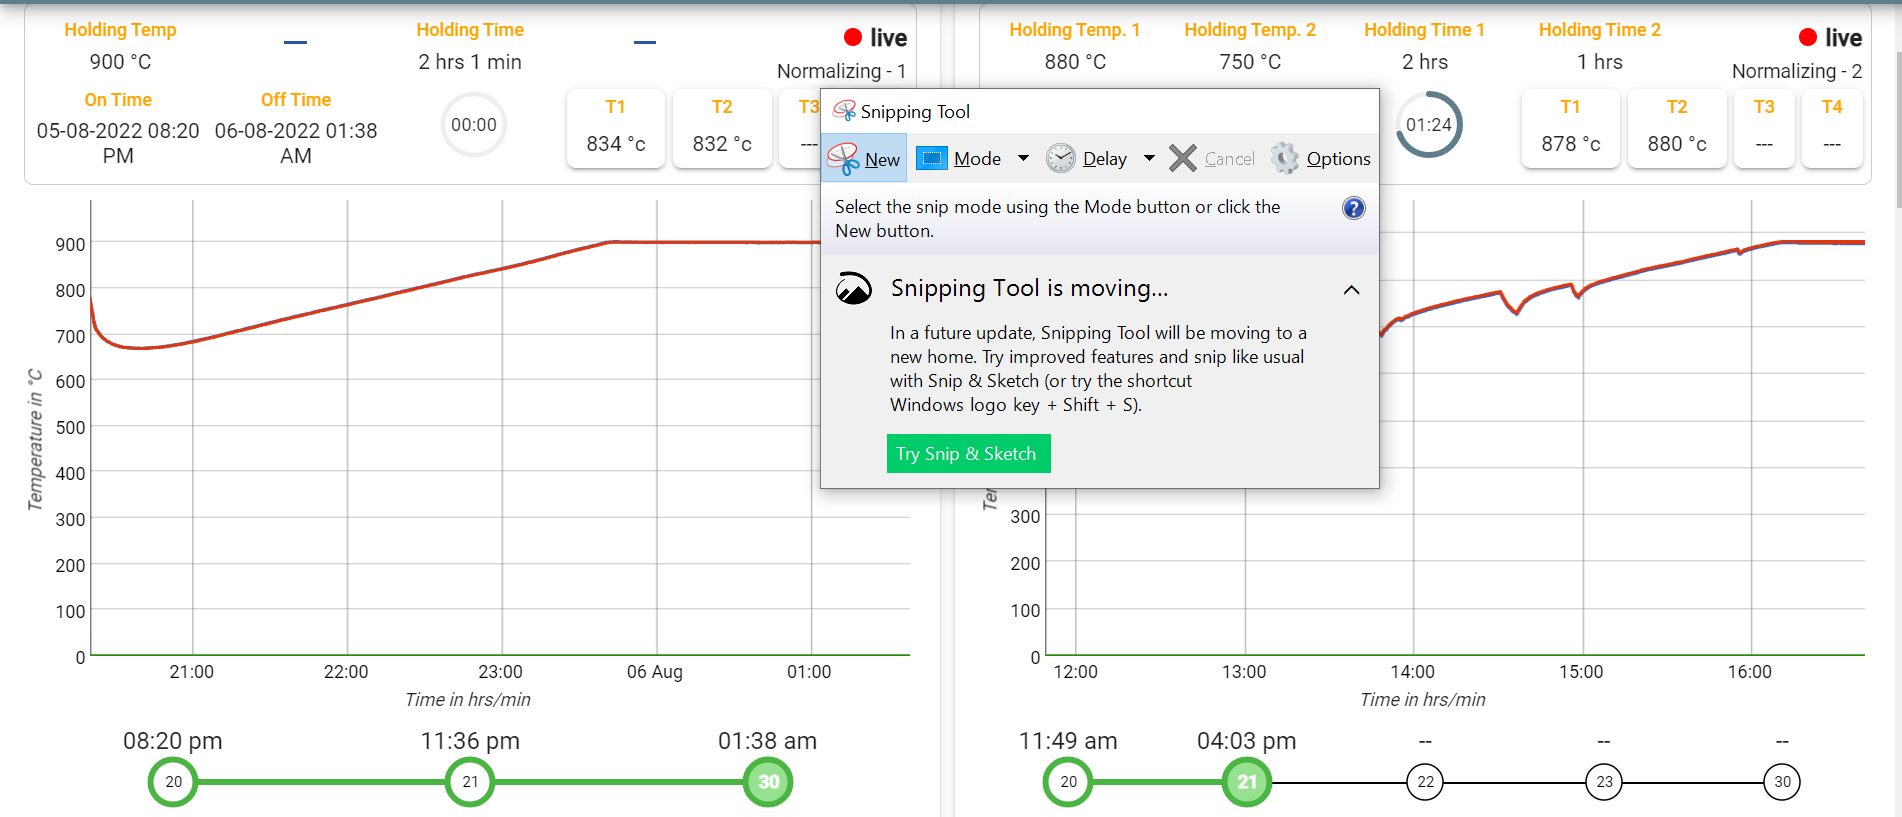 Holding Temp
900 °C
Holding Time
2 hrs 1 min
live
Normalizing - 1
On Time
05-08-2022 08:20
PM
Off Time
06-08-2022 01:38
AM
00:00
T1
834 °c
T2
832 °c
T3
---
Holding Temp. 1
880 °C
Holding Temp. 2
750 °C
Holding Time 1
2 hrs
Holding Time 2
1 hrs
live
Normalizing - 2
01:24
T1
878 °c
T2
880 °c
T3
---
T4
---
Snipping Tool
New
Mode
Delay
Cancel
Options
Select the snip mode using the Mode button or click the
New button.
?
Snipping Tool is moving...
In a future update, Snipping Tool will be moving to a
new home. Try improved features and snip like usual
with Snip & Sketch (or try the shortcut
Windows logo key + Shift + S).
Try Snip & Sketch
Temperature in °C
900
800
700
600
500
400
300
200
100
0
21:00
22:00
23:00
06 Aug
01:00
Time in hrs/min
08:20 pm
11:36 pm
01:38 am
20
21
30
300
200
100
0
12:00
13:00
14:00
15:00
16:00
Time in hrs/min
11:49 am
04:03 pm
--
--
--
20
21
22
23
30